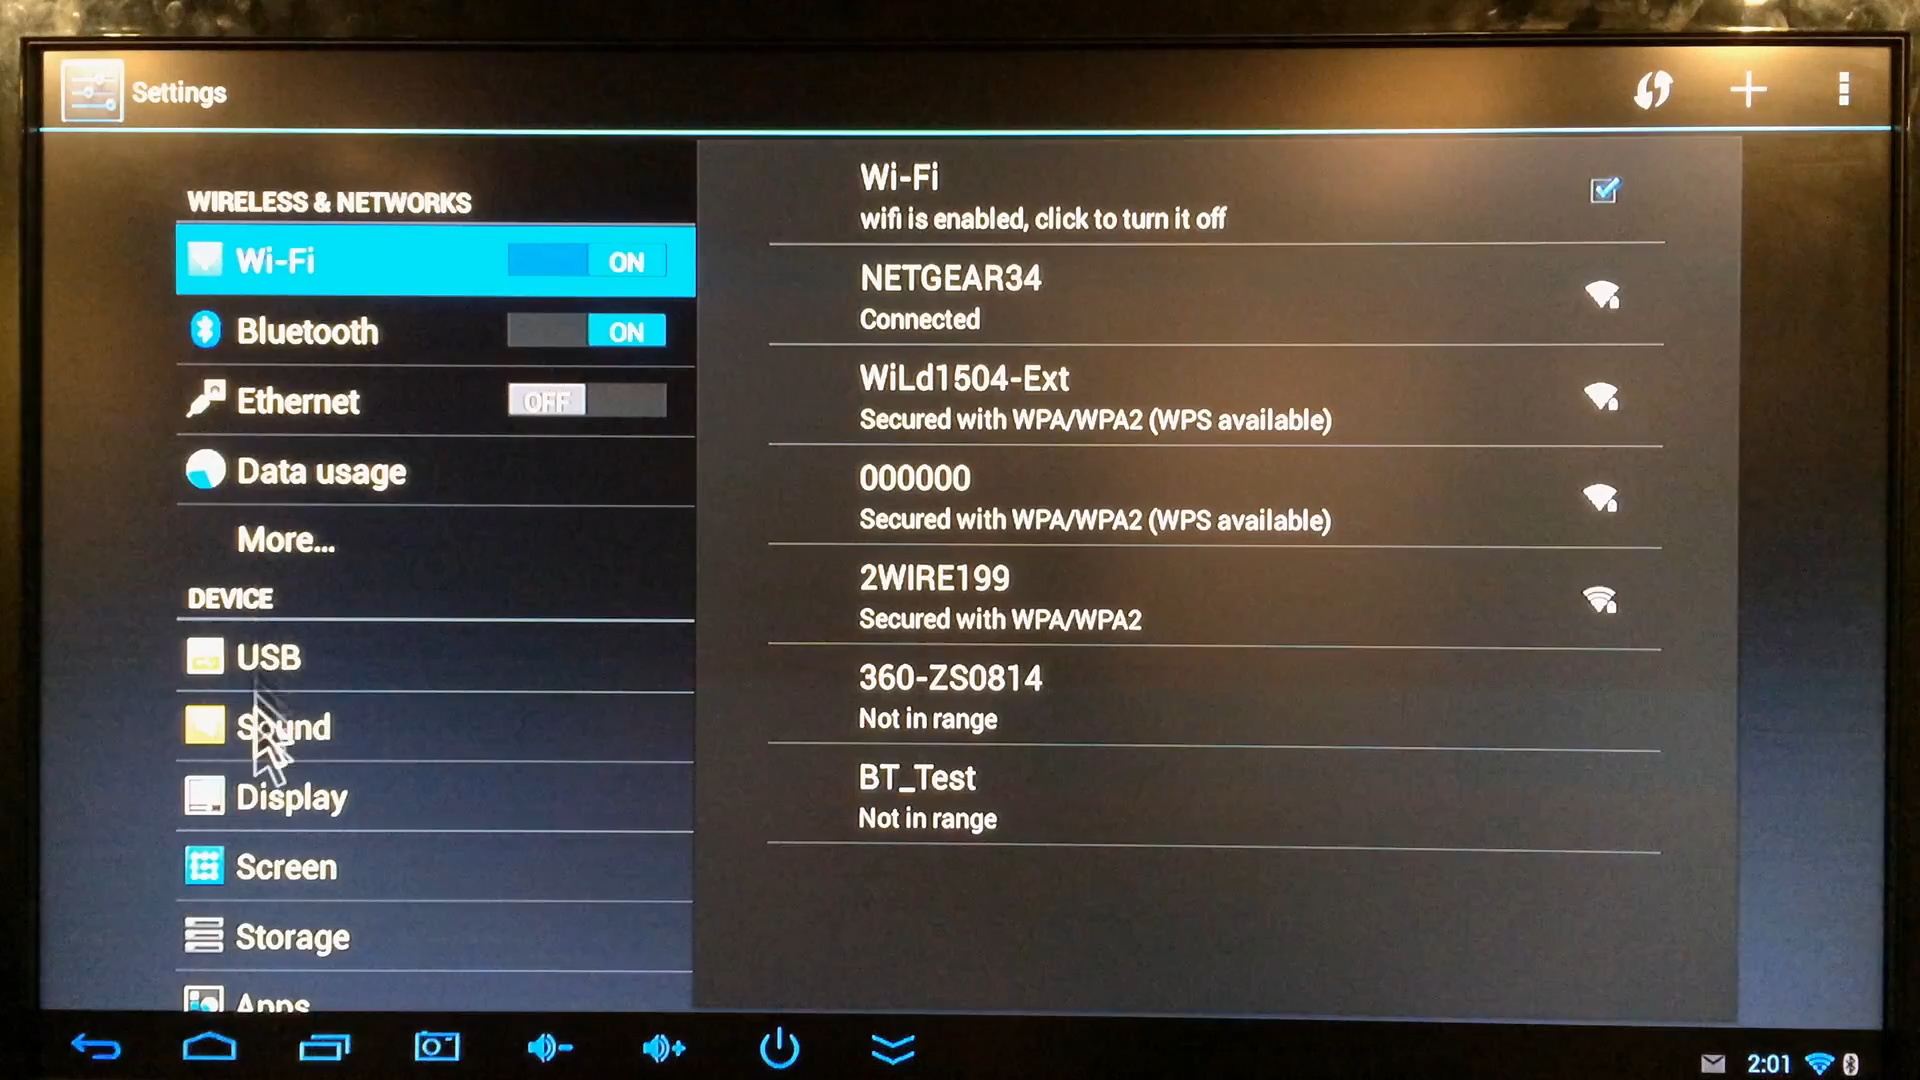 Settings
WIRELESS & NETWORKS
Wi-Fi ON
Bluetooth ON
Ethernet OFF
Data usage
More...
DEVICE
USB
Sound
Display
Screen
Storage
Apps
Wi-Fi
wifi is enabled, click to turn it off
NETGEAR34
Connected
WiLd1504-Ext
Secured with WPA/WPA2 (WPS available)
000000
Secured with WPA/WPA2 (WPS available)
2WIRE199
Secured with WPA/WPA2
360-ZS0814
Not in range
BT_Test
Not in range
2:01